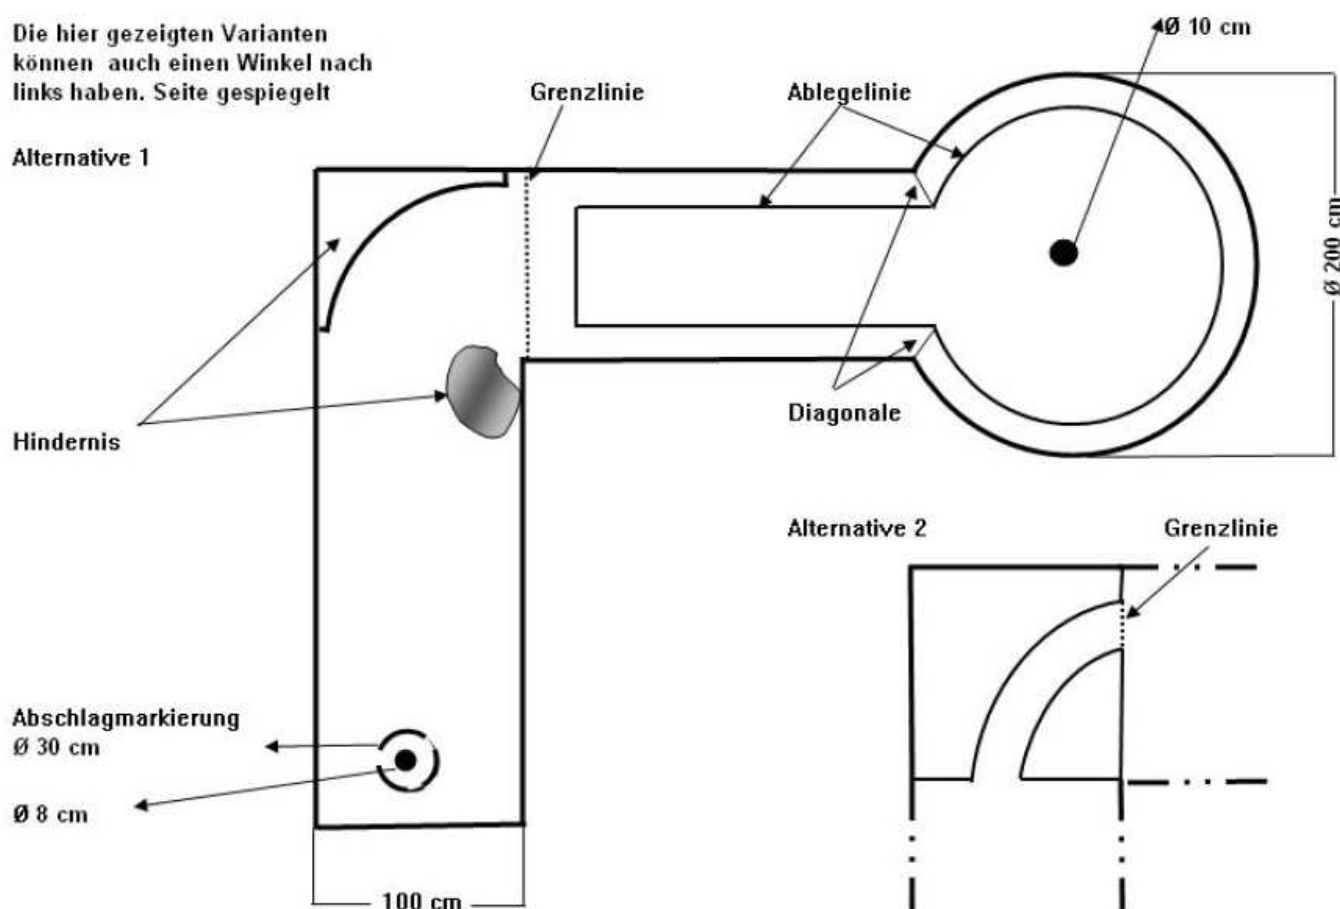 Die hier gezeigten Varianten
können auch einen Winkel nach
links haben. Seite gespiegelt
Alternative 1
Grenzlinie
Ablegelinie
Ø 10 cm
Ø 200 cm
Hindernis
Diagonale
Alternative 2
Grenzlinie
Abschlagmarkierung
Ø 30 cm
Ø 8 cm
100 cm